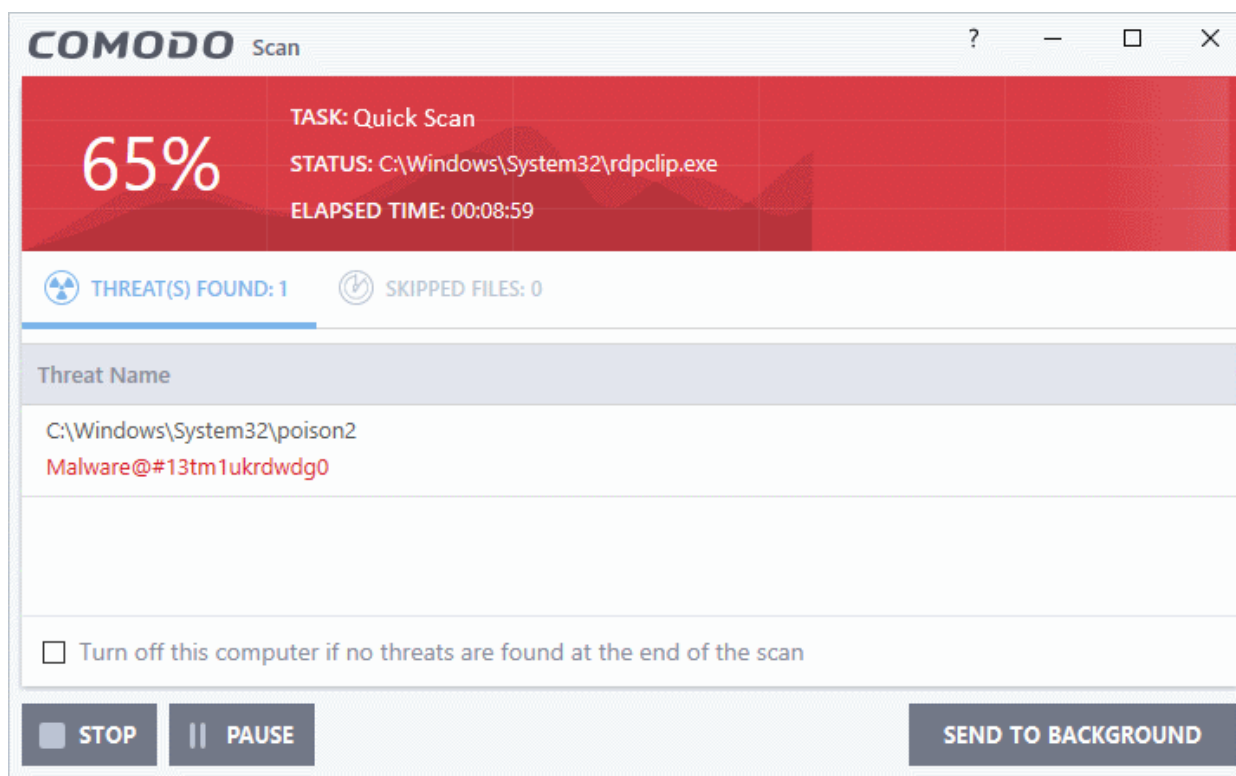 COMODO Scan ?
65%
TASK: Quick Scan
STATUS: C:\Windows\System32\rdpclip.exe
ELAPSED TIME: 00:08:59
THREAT(S) FOUND: 1 SKIPPED FILES: 0
Threat Name
C:\Windows\System32\poison2
Malware@#13tm1ukrdwdg0
Turn off this computer if no threats are found at the end of the scan
STOP PAUSE SEND TO BACKGROUND